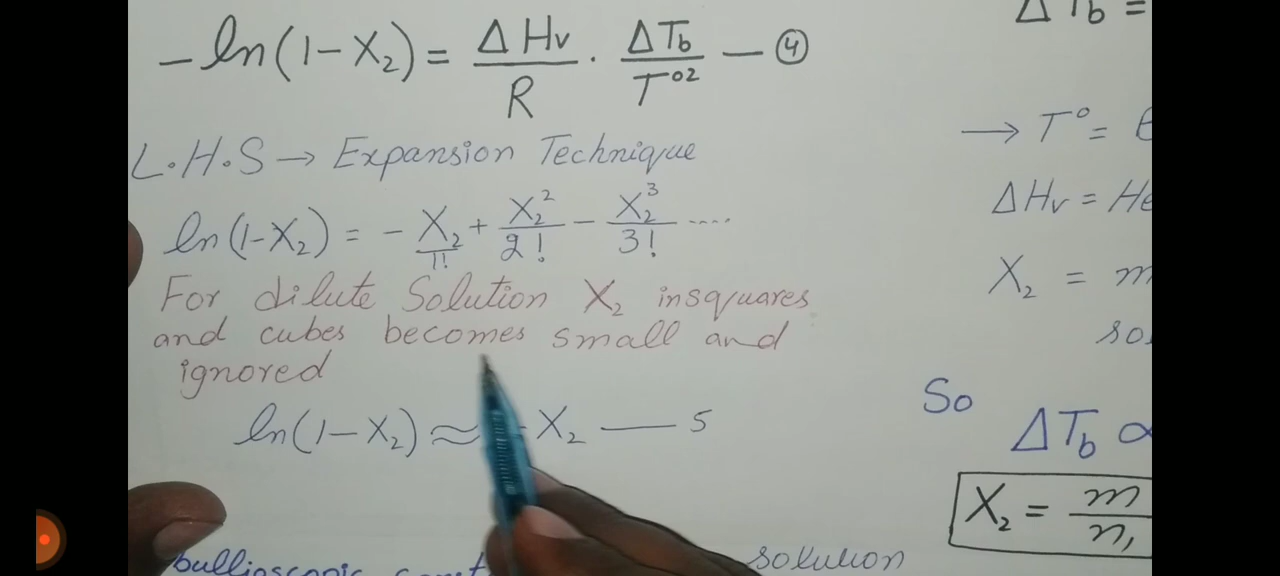 -ln(1-X₂) = ΔHv/R · ΔTb/T°² — ④
L.H.S → Expansion Technique
ln(1-X₂) = - X₂/1! + X₂²/2! - X₂³/3! ....
For dilute Solution X₂ in squares
and cubes becomes small and
ignored
ln(1-X₂) ≈ -X₂ — 5
solution
ΔTb =
→ T° =
ΔHv = He
X₂ = m
so
So
ΔTb ∝
X₂ = m/n₁